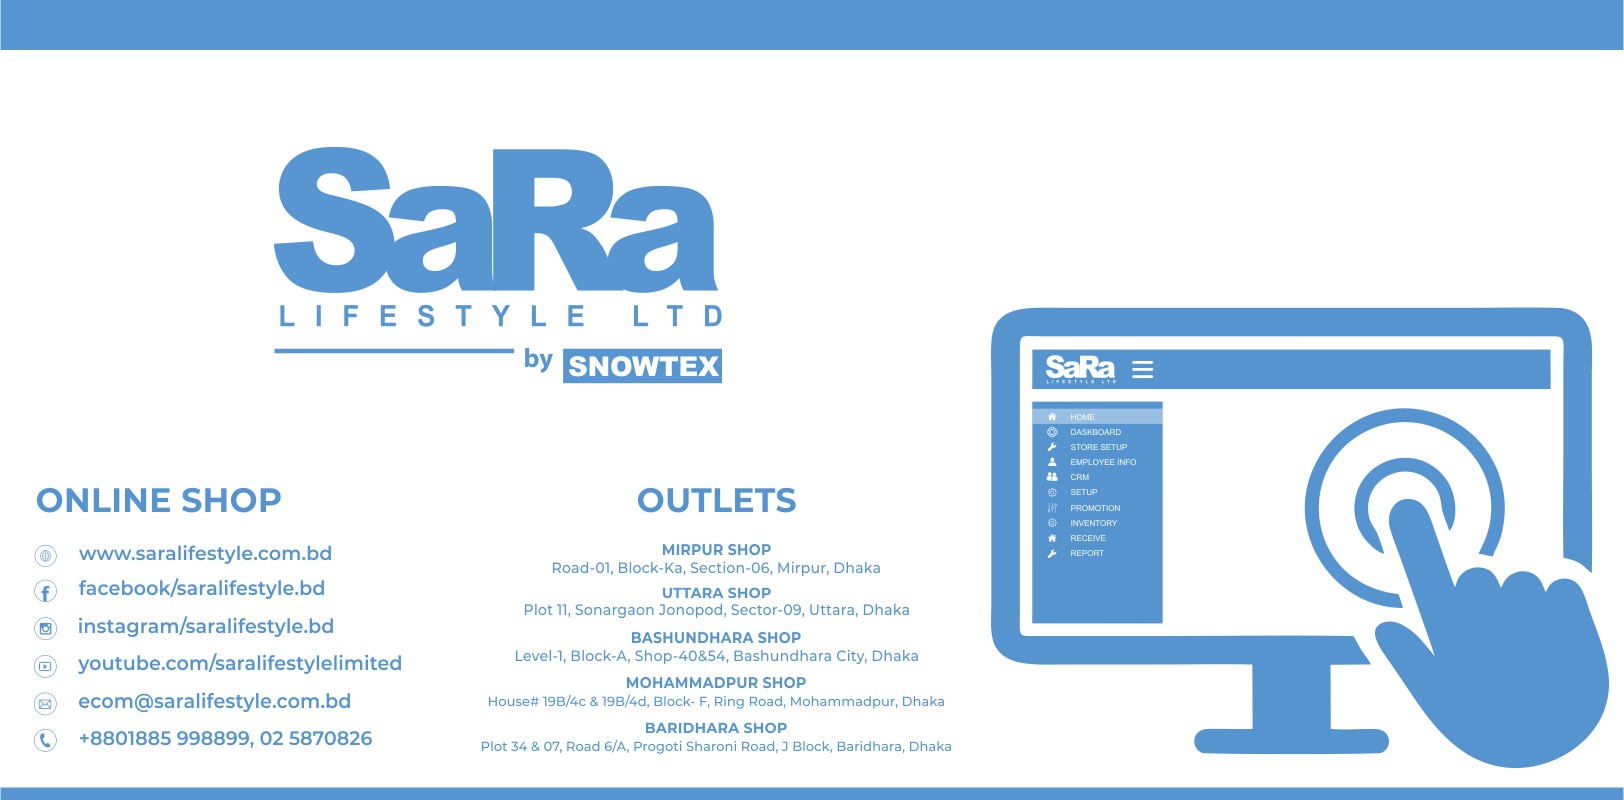 SaRa
LIFESTYLE LTD
by SNOWTEX
ONLINE SHOP
www.saralifestyle.com.bd
facebook/saralifestyle.bd
instagram/saralifestyle.bd
youtube.com/saralifestylelimited
ecom@saralifestyle.com.bd
+8801885 998899, 02 5870826
OUTLETS
MIRPUR SHOP
Road-01, Block-Ka, Section-06, Mirpur, Dhaka
UTTARA SHOP
Plot 11, Sonargaon Jonopod, Sector-09, Uttara, Dhaka
BASHUNDHARA SHOP
Level-1, Block-A, Shop-40&54, Bashundhara City, Dhaka
MOHAMMADPUR SHOP
House# 19B/4c & 19B/4d, Block- F, Ring Road, Mohammadpur, Dhaka
BARIDHARA SHOP
Plot 34 & 07, Road 6/A, Progoti Sharoni Road, J Block, Baridhara, Dhaka
SaRa
LIFESTYLE LTD
HOME
DASKBOARD
STORE SETUP
EMPLOYEE INFO
CRM
SETUP
PROMOTION
INVENTORY
RECEIVE
REPORT